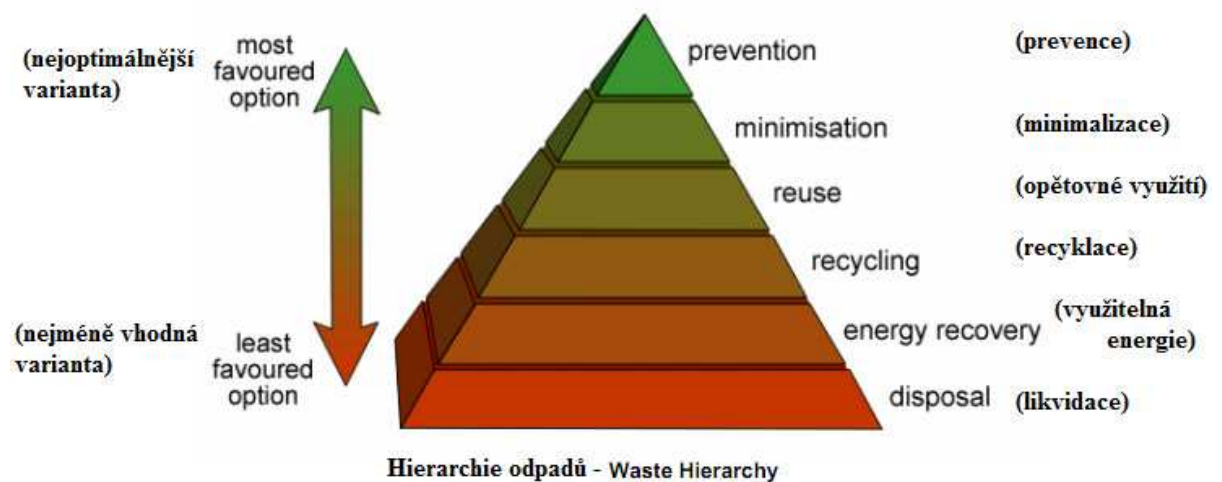 (nejoptimálnější
varianta)
most
favoured
option
prevention
(prevence)
minimisation
(minimalizace)
reuse
(opětovné využití)
recycling
(recyklace)
energy recovery
(využitelná
energie)
(nejméně vhodná
varianta)
least
favoured
option
disposal
(likvidace)
Hierarchie odpadů - Waste Hierarchy